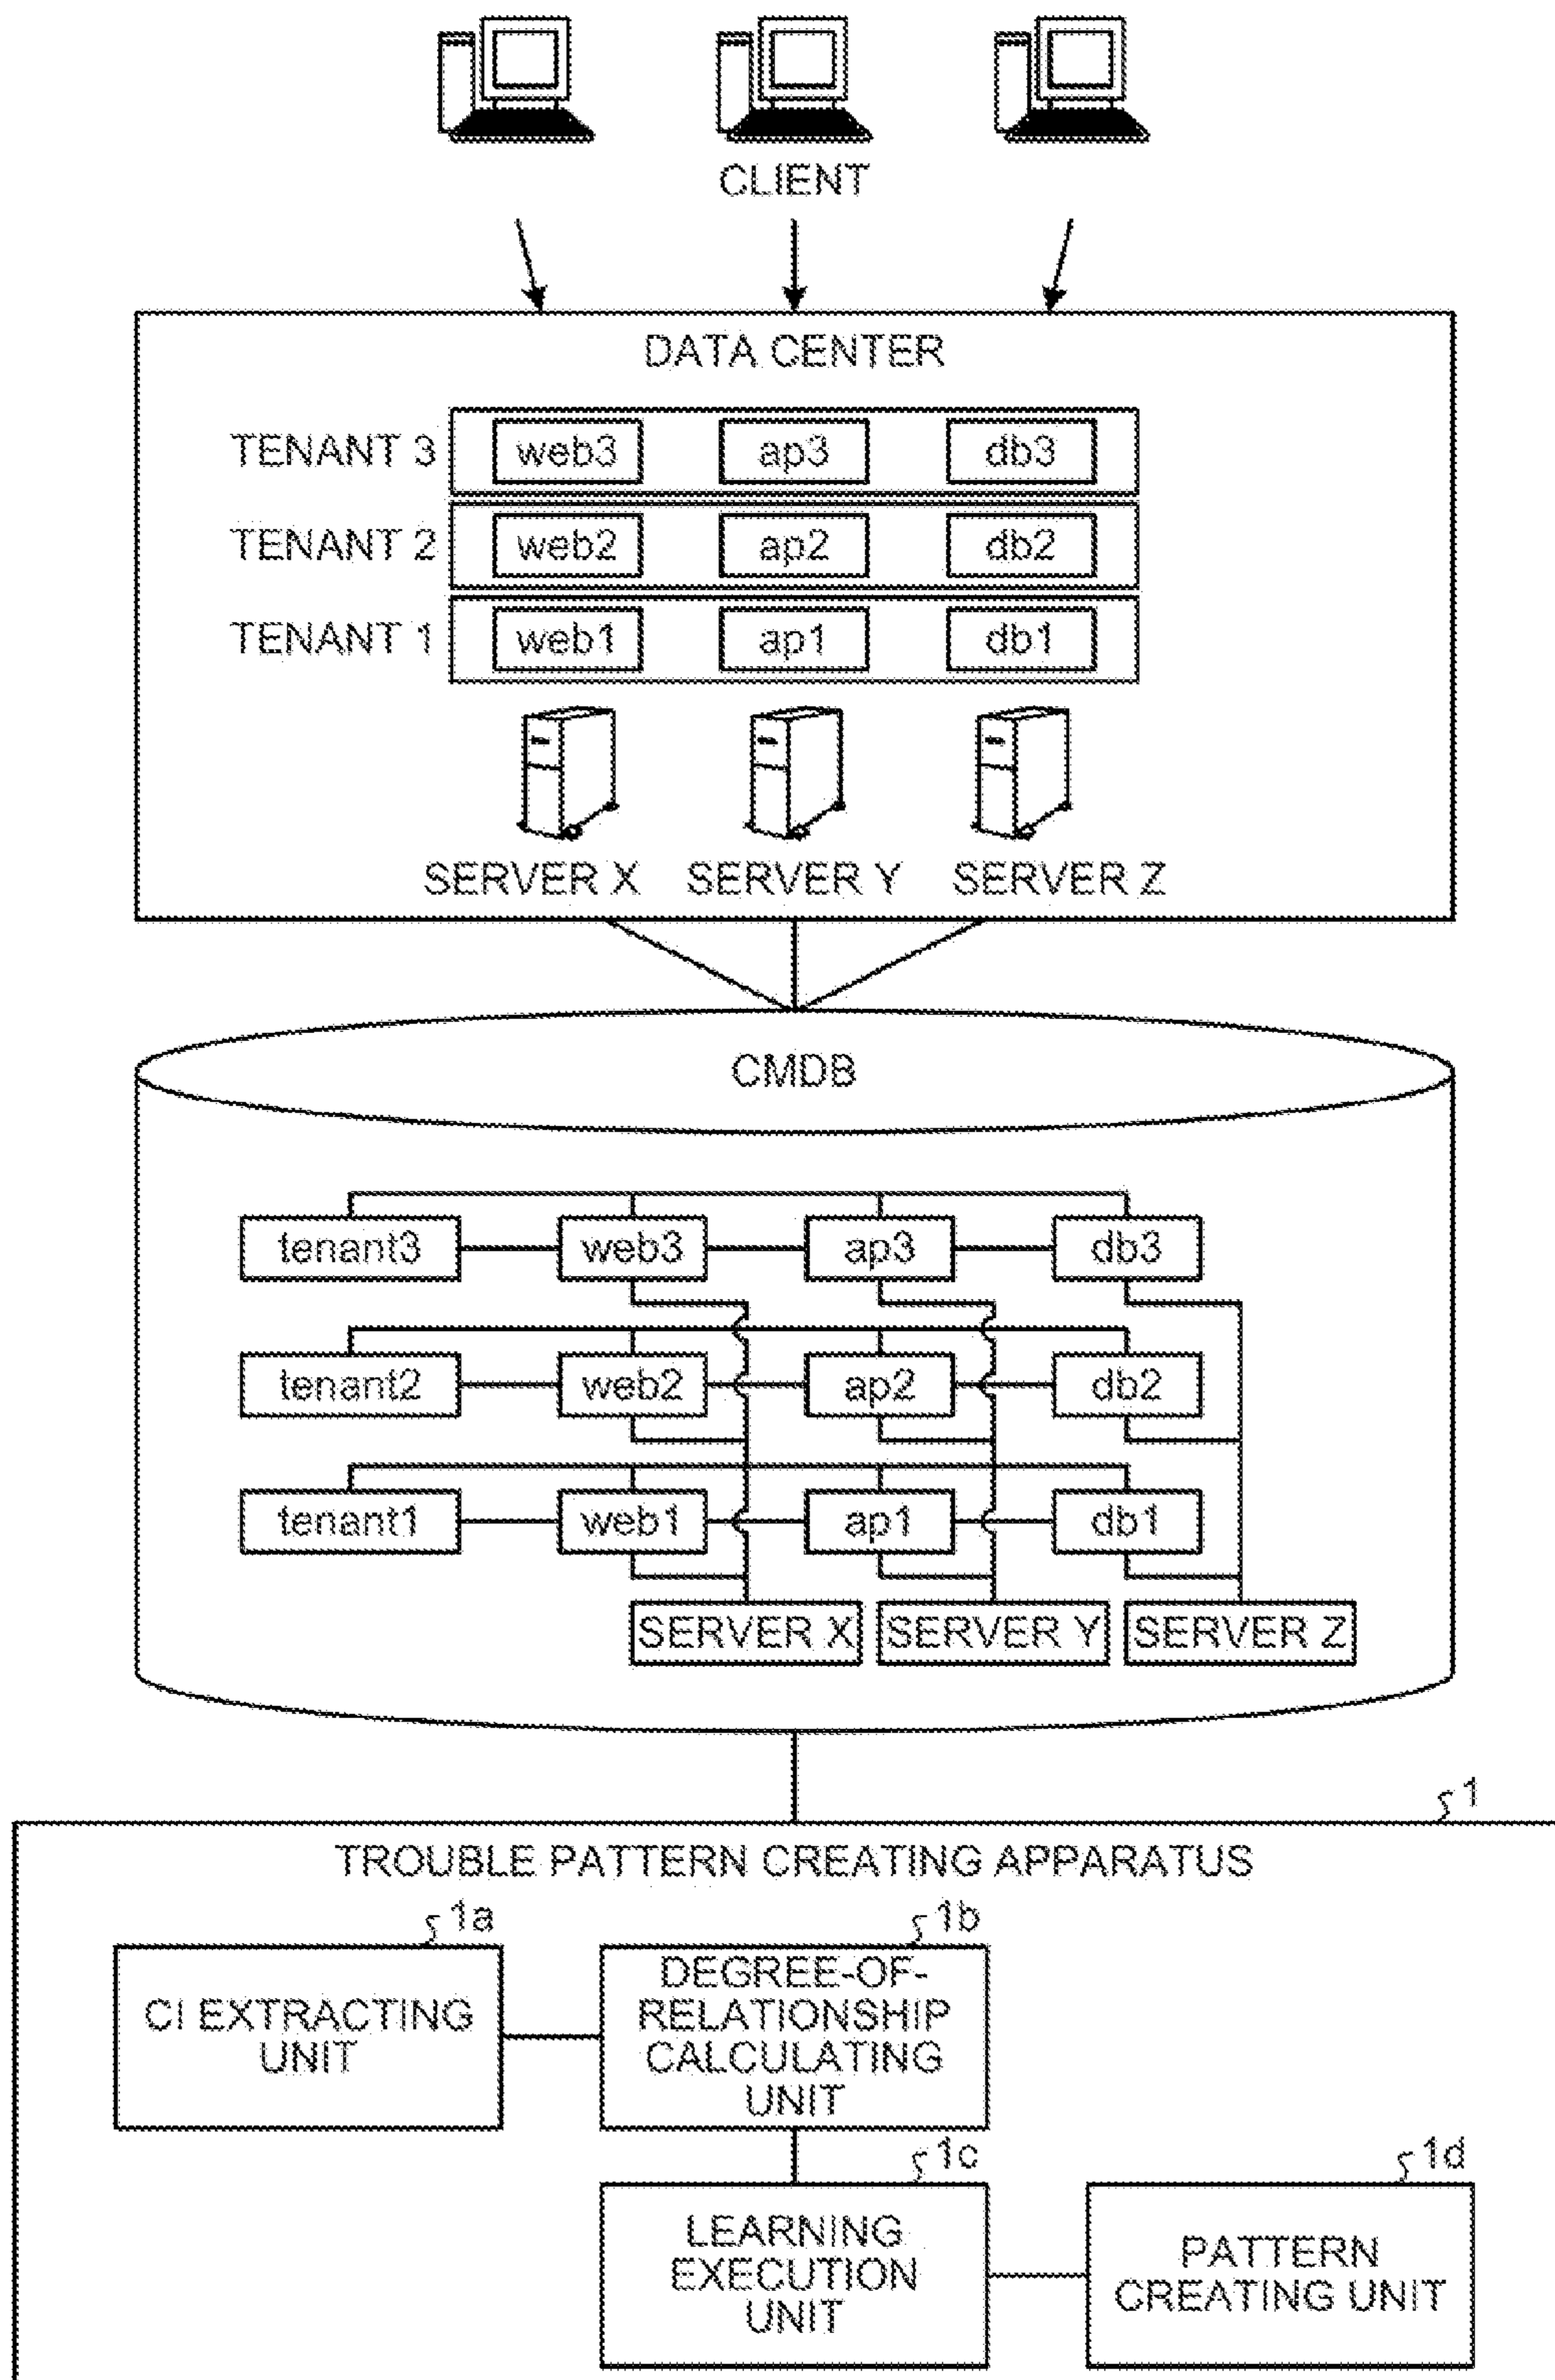 CLIENT
DATA CENTER
TENANT 3 web3 ap3 db3
TENANT 2 web2 ap2 db2
TENANT 1 web1 ap1 db1
SERVER X SERVER Y SERVER Z
CMDB
tenant3 web3 ap3 db3
tenant2 web2 ap2 db2
tenant1 web1 ap1 db1
SERVER X SERVER Y SERVER Z
1
TROUBLE PATTERN CREATING APPARATUS
1a
CI EXTRACTING
UNIT
1b
DEGREE-OF-
RELATIONSHIP
CALCULATING
UNIT
1c
LEARNING
EXECUTION
UNIT
1d
PATTERN
CREATING UNIT